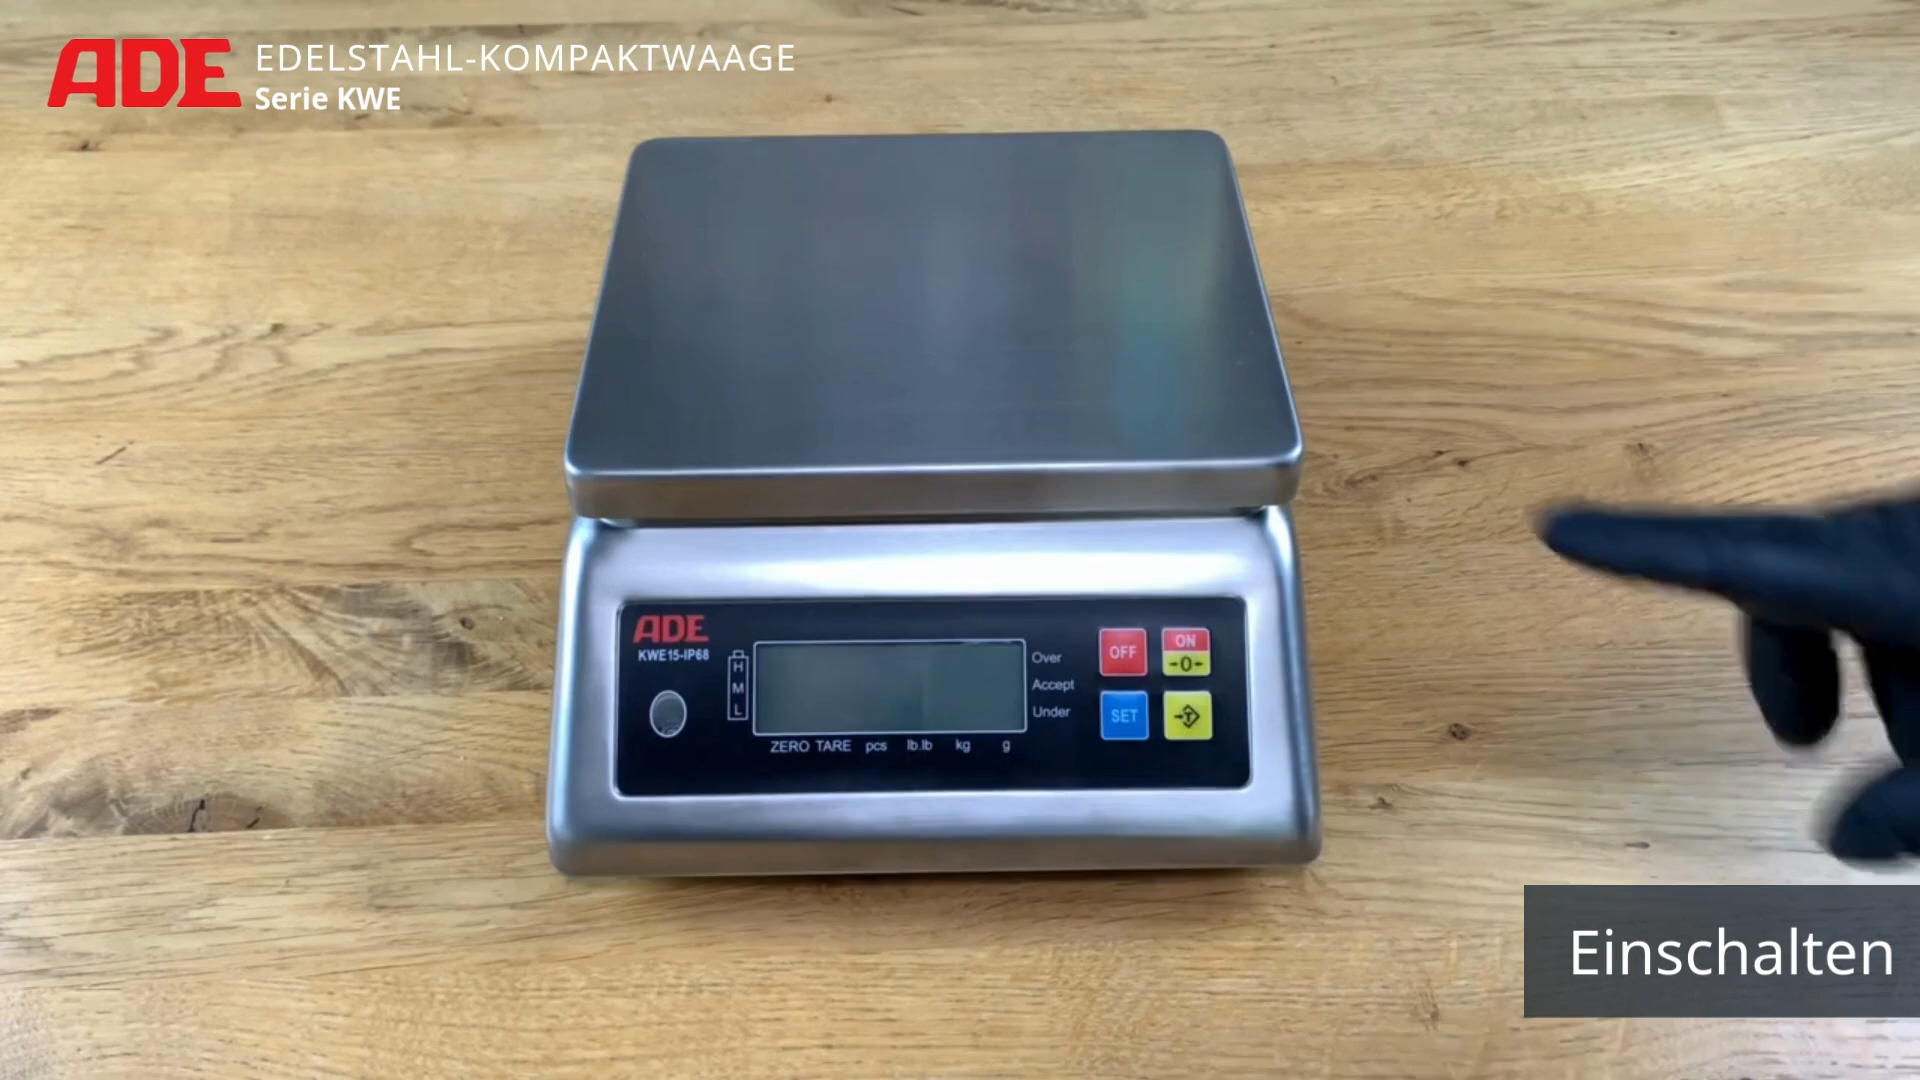 ADE
EDELSTAHL-KOMPAKTWAAGE
Serie KWE
ADE
KWE15-IP68
H
M
L
Over
Accept
Under
ZERO TARE pcs lb.lb kg g
OFF
ON
→0←
SET
→T
Einschalten